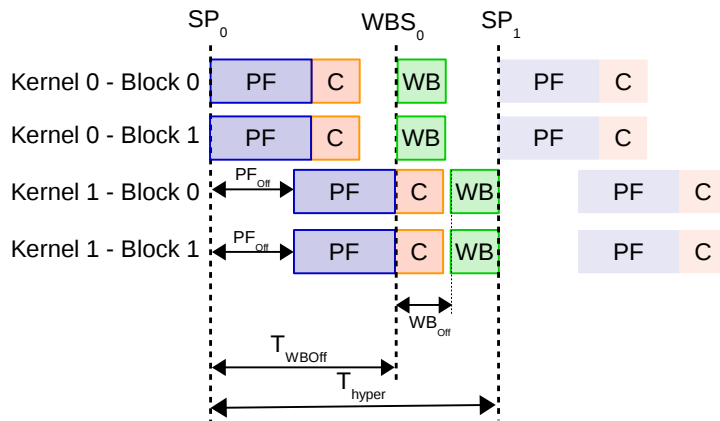 SP0 WBS0 SP1
Kernel 0 - Block 0 PF C WB PF C
Kernel 0 - Block 1 PF C WB PF C
Kernel 1 - Block 0 PFOff PF C WB PF C
Kernel 1 - Block 1 PFOff PF C WB PF C
WBOff
TWBOff
Thyper